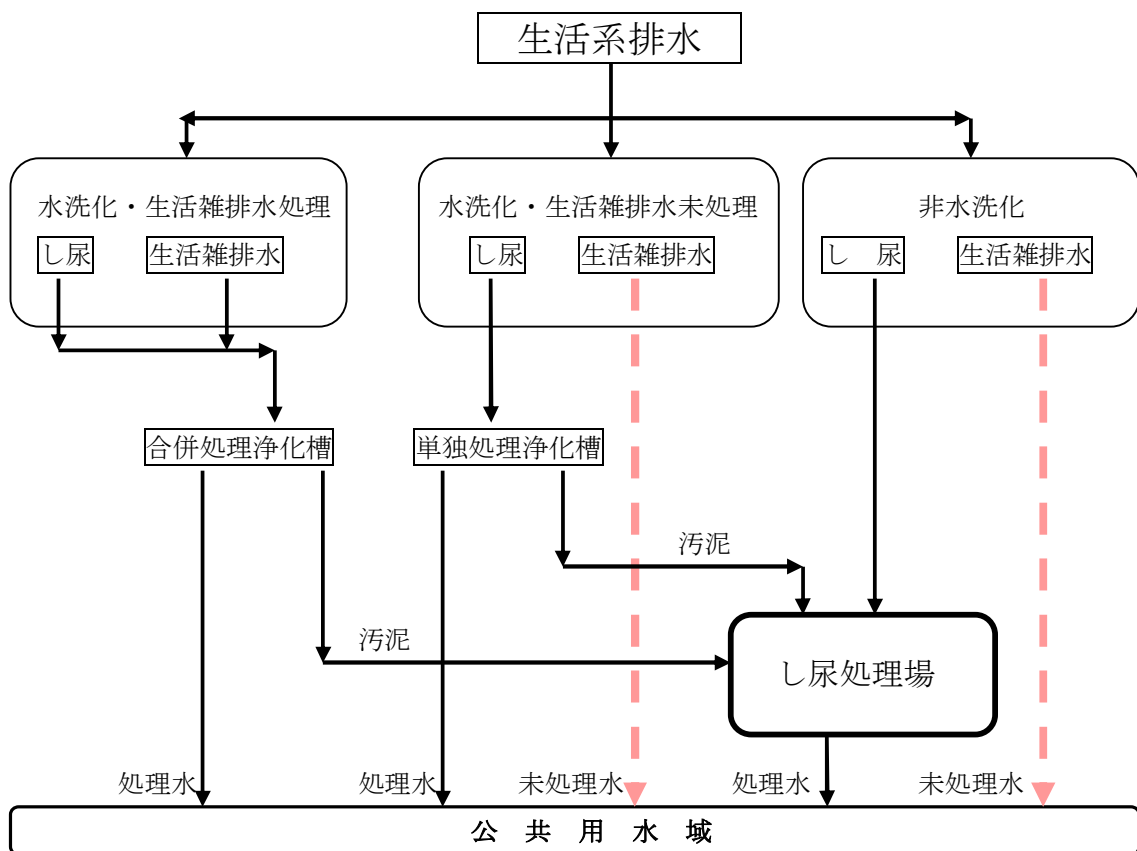 生活系排水
水洗化・生活雑排水処理
し尿
生活雑排水
水洗化・生活雑排水未処理
し尿
生活雑排水
非水洗化
し　尿
生活雑排水
合併処理浄化槽
単独処理浄化槽
汚泥
汚泥
し尿処理場
処理水
処理水
未処理水
処理水
未処理水
公　共　用　水　域